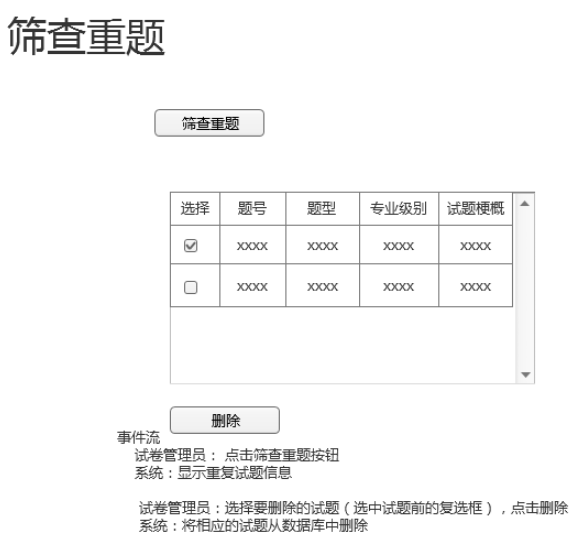 筛查重题
筛查重题
选择 题号 题型 专业级别 试题梗概
xxxx xxxx xxxx xxxx
xxxx xxxx xxxx xxxx
删除
事件流
试卷管理员： 点击筛查重题按钮
系统：显示重复试题信息
试卷管理员：选择要删除的试题（选中试题前的复选框），点击删除
系统：将相应的试题从数据库中删除